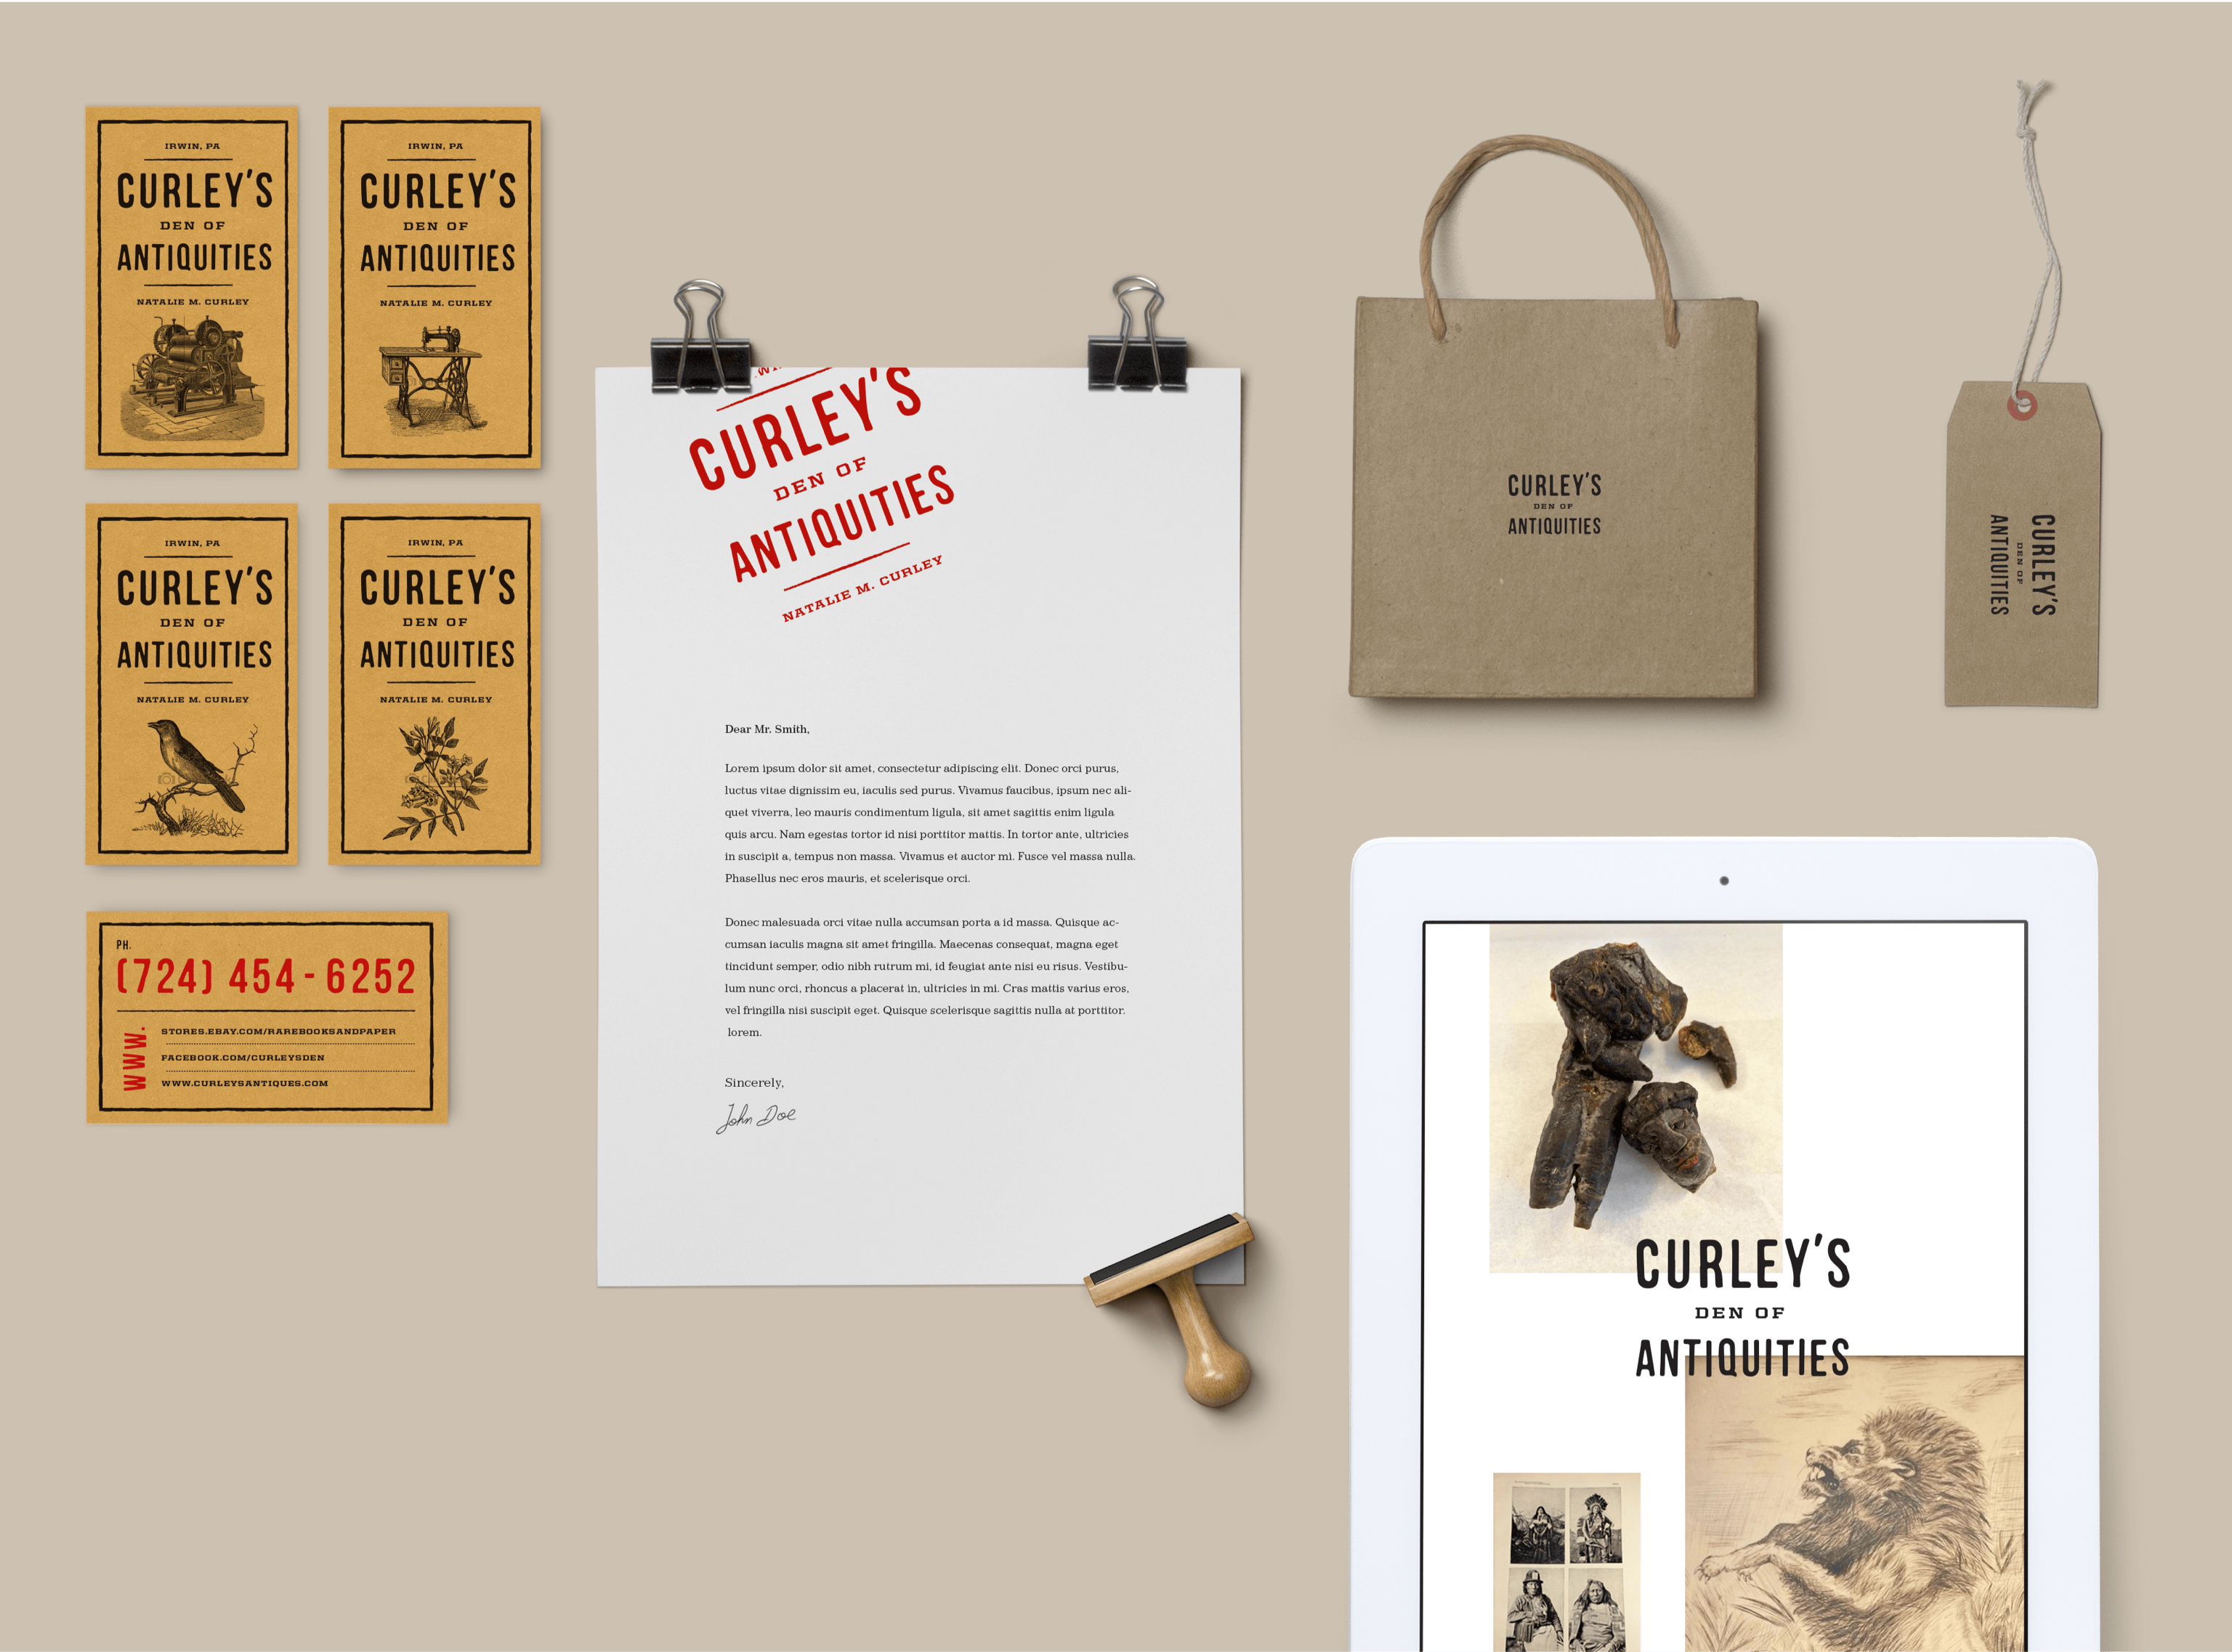 IRWIN, PA
CURLEY'S
DEN OF
ANTIQUITIES
NATALIE M. CURLEY
IRWIN, PA
CURLEY'S
DEN OF
ANTIQUITIES
NATALIE M. CURLEY
IRWIN, PA
CURLEY'S
DEN OF
ANTIQUITIES
NATALIE M. CURLEY
IRWIN, PA
CURLEY'S
DEN OF
ANTIQUITIES
NATALIE M. CURLEY
PH.
(724) 454-6252
WWW.
STORES.EBAY.COM/RAREBOOKSANDPAPER
FACEBOOK.COM/CURLEYSDEN
WWW.CURLEYSANTIQUES.COM
CURLEY'S
DEN OF
ANTIQUITIES
NATALIE M. CURLEY
Dear Mr. Smith,
Lorem ipsum dolor sit amet, consectetur adipiscing elit. Donec orci purus,
luctus vitae dignissim eu, iaculis sed purus. Vivamus faucibus, ipsum nec ali-
quet viverra, leo mauris condimentum ligula, sit amet sagittis enim ligula
quis arcu. Nam egestas tortor id nisi porttitor mattis. In tortor ante, ultricies
in suscipit a, tempus non massa. Vivamus et auctor mi. Fusce vel massa nulla.
Phasellus nec eros mauris, et scelerisque orci.
Donec malesuada orci vitae nulla accumsan porta a id massa. Quisque ac-
cumsan iaculis magna sit amet fringilla. Maecenas consequat, magna eget
tincidunt semper, odio nibh rutrum mi, id feugiat ante nisi eu risus. Vestibu-
lum nunc orci, rhoncus a placerat in, ultricies in mi. Cras mattis varius eros,
vel fringilla nisi suscipit eget. Quisque scelerisque sagittis nulla at porttitor.
lorem.
Sincerely,
John Doe
CURLEY'S
DEN OF
ANTIQUITIES
CURLEY'S
DEN OF
ANTIQUITIES
CURLEY'S
DEN OF
ANTIQUITIES